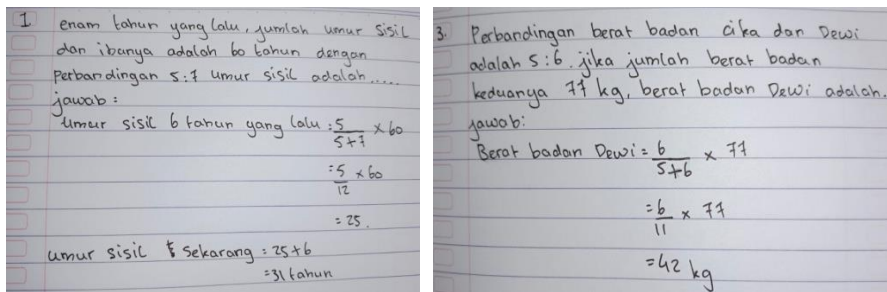 1 enam tahun yang lalu, jumlah umur Sisil
dan ibanya adalah 60 tahun dengan
perbandingan 5:7 umur sisil adalah.....
jawab:
Umur sisil 6 tahun yang lalu : 5/5+7 x 60
= 5/12 x 60
= 25.
umur sisil sekarang : 25+6
= 31 tahun
3. Perbandingan berat badan cika dan Dewi
adalah 5:6. jika jumlah berat badan
keduanya 77 kg, berat badan Dewi adalah.
jawab:
Berat badan Dewi = 6/5+6 x 77
= 6/11 x 77
= 42 kg